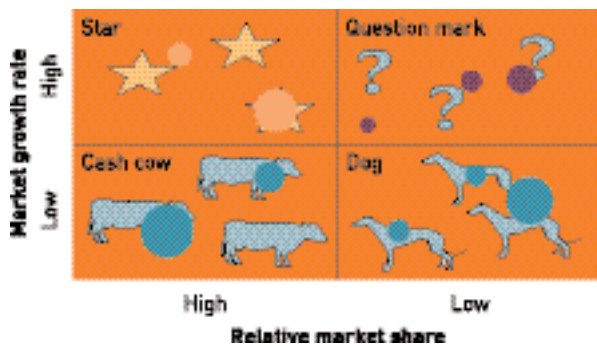 Star
Question mark
Cash cow
Dog
Market growth rate
High
Low
High
Low
Relative market share